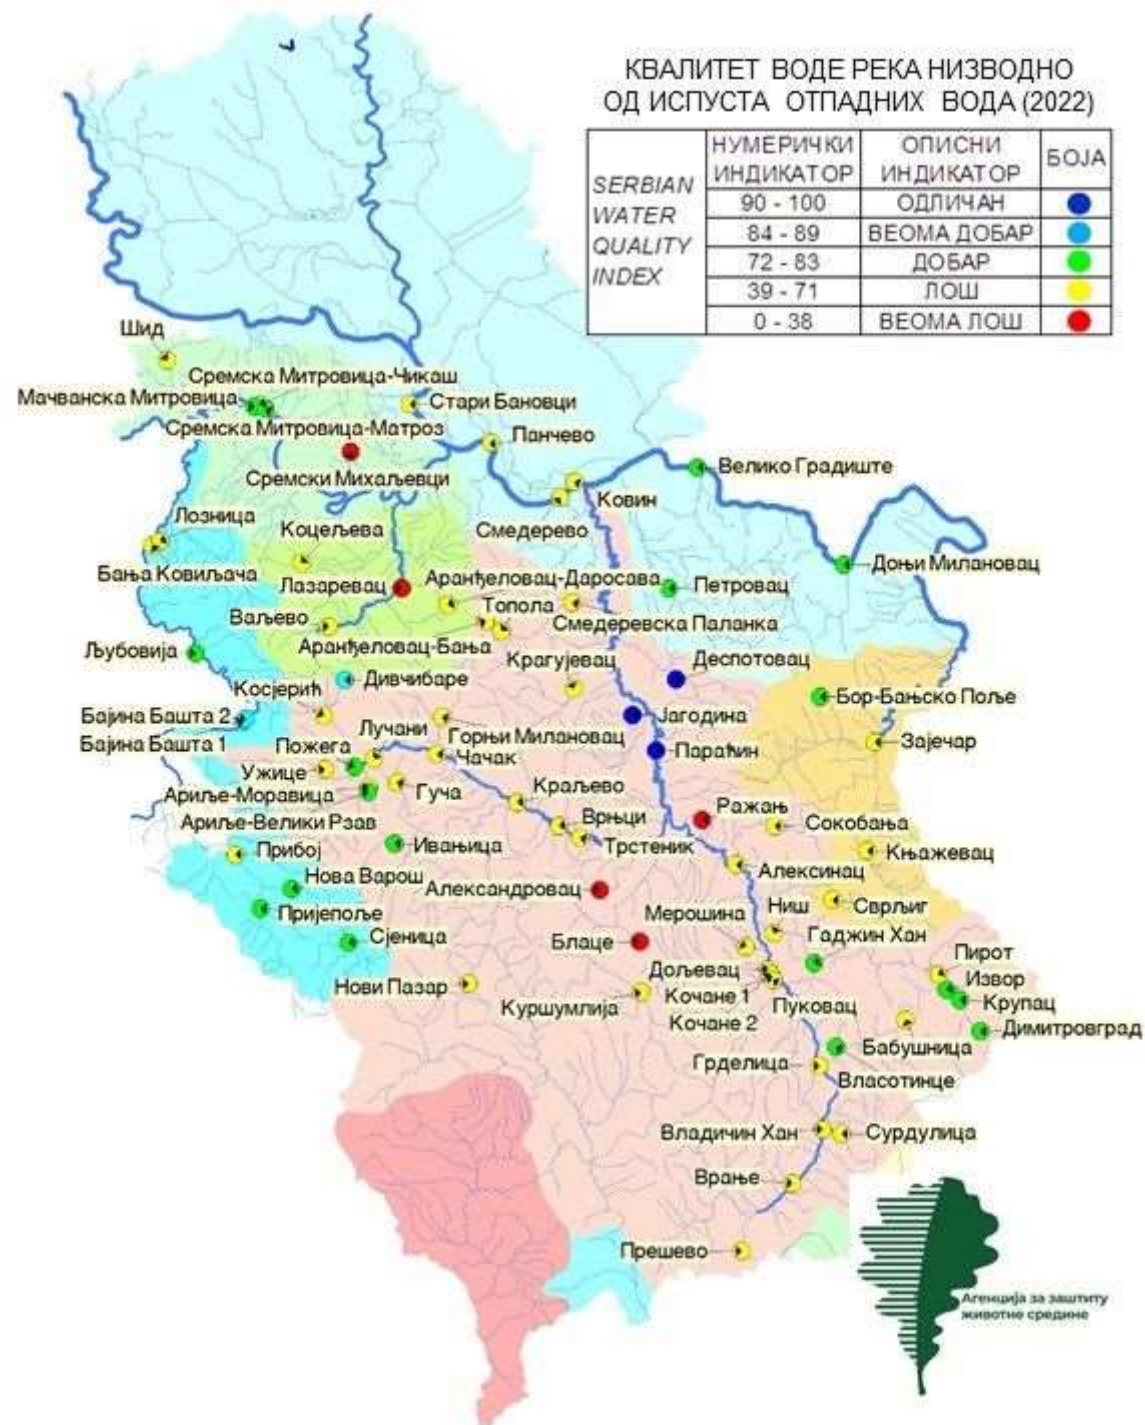 КВАЛИТЕТ ВОДЕ РЕКА НИЗВОДНО
ОД ИСПУСТА ОТПАДНИХ ВОДА (2022)
SERBIAN
WATER
QUALITY
INDEX
НУМЕРИЧКИ
ИНДИКАТОР
ОПИСНИ
ИНДИКАТОР
БОЈА
90 - 100 ОДЛИЧАН
84 - 89 ВЕОМА ДОБАР
72 - 83 ДОБАР
39 - 71 ЛОШ
0 - 38 ВЕОМА ЛОШ
Шид
Сремска Митровица-Чикаш
Мачванска Митровица
Стари Бановци
Сремска Митровица-Матроз
Панчево
Сремски Михаљевци
Велико Градиште
Ковин
Лозница
Коцељева
Смедерево
Бања Ковиљача
Доњи Милановац
Лазаревац
Аранђеловац-Даросава
Петровац
Топола
Ваљево
Смедеревска Паланка
Аранђеловац-Бања
Љубовија
Крагујевац
Деспотовац
Дивчибаре
Косјерић
Бор-Бањско Поље
Бајина Башта 2
Лучани
Јагодина
Горњи Милановац
Бајина Башта 1
Зајечар
Пожега
Чачак
Параћин
Ужице
Гуча
Ариље-Моравица
Краљево
Ариље-Велики Рзав
Врњци
Ражањ
Сокобања
Прибој
Ивањица
Трстеник
Књажевац
Алексинац
Нова Варош
Александровац
Ниш
Сврљиг
Пријепоље
Мерошина
Гаџин Хан
Сјеница
Блаце
Пирот
Дољевац
Извор
Нови Пазар
Кочане 1
Куршумлија
Пуковац
Крупац
Кочане 2
Димитровград
Бабушница
Грделица
Власотинце
Владичин Хан
Сурдулица
Врање
Прешево
Агенција за заштиту
животне средине